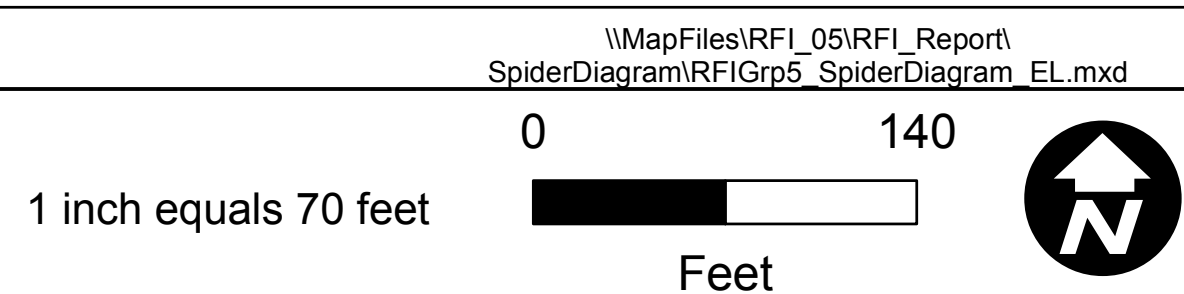 \\MapFiles\RFI_05\RFI_Report\
SpiderDiagram\RFIGrp5_SpiderDiagram_EL.mxd
0 140
1 inch equals 70 feet
Feet
N